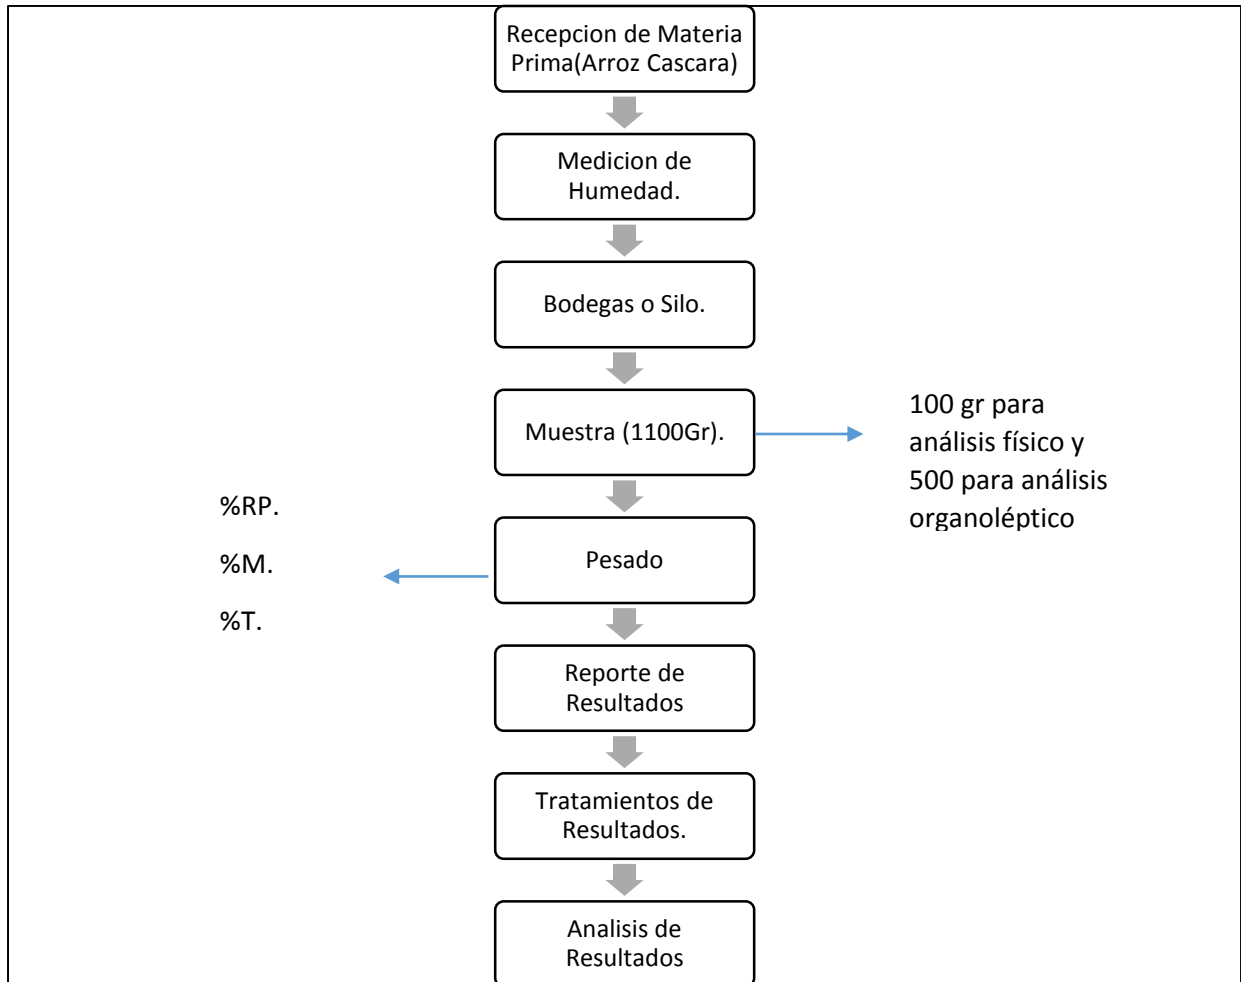 Recepcion de Materia
Prima(Arroz Cascara)
Medicion de
Humedad.
Bodegas o Silo.
Muestra (1100Gr).
100 gr para
análisis físico y
500 para análisis
organoléptico
Pesado
%RP.
%M.
%T.
Reporte de
Resultados
Tratamientos de
Resultados.
Analisis de
Resultados